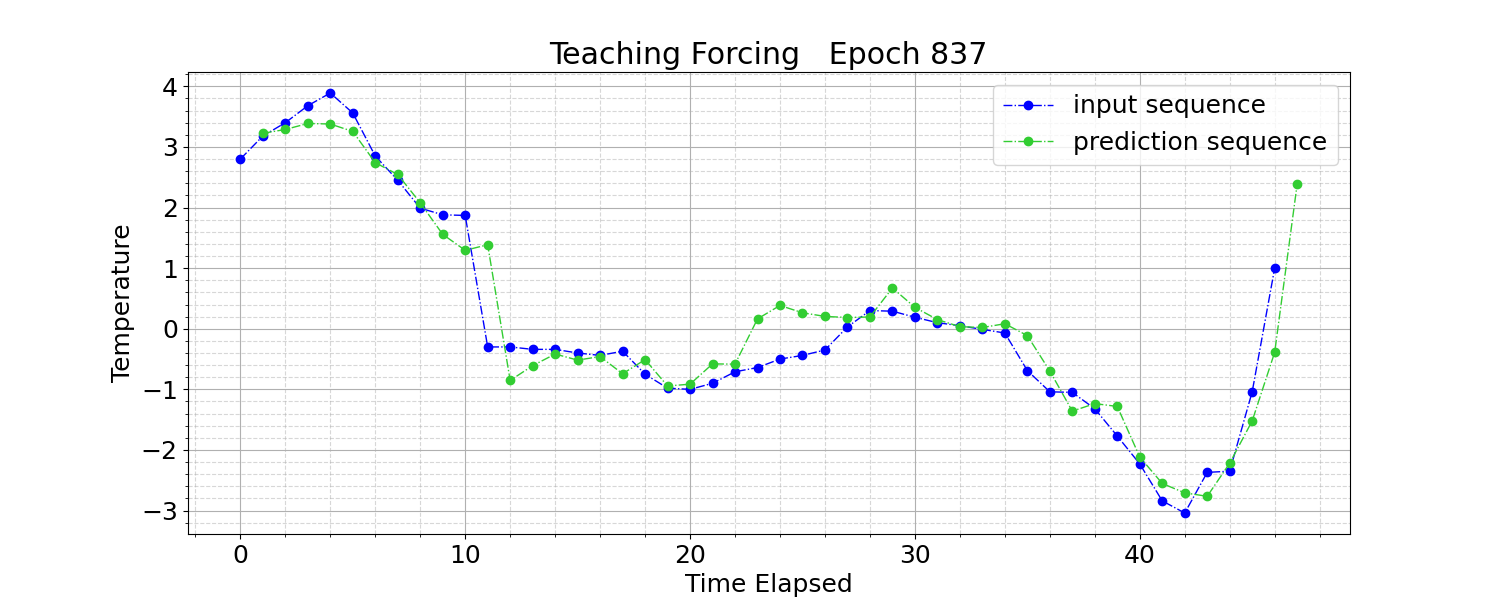 Teaching Forcing   Epoch 837
input sequence
prediction sequence
Temperature
4
3
2
1
0
−1
−2
−3
0 10 20 30 40
Time Elapsed